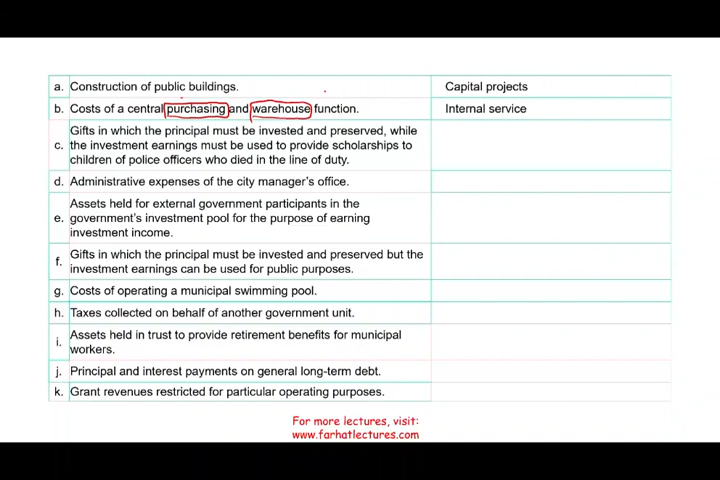 a. Construction of public buildings. Capital projects
b. Costs of a central purchasing and warehouse function. Internal service
Gifts in which the principal must be invested and preserved, while
c. the investment earnings must be used to provide scholarships to
children of police officers who died in the line of duty.
d. Administrative expenses of the city manager's office.
Assets held for external government participants in the
e. government's investment pool for the purpose of earning
investment income.
f. Gifts in which the principal must be invested and preserved but the
investment earnings can be used for public purposes.
g. Costs of operating a municipal swimming pool.
h. Taxes collected on behalf of another government unit.
i. Assets held in trust to provide retirement benefits for municipal
workers.
j. Principal and interest payments on general long-term debt.
k. Grant revenues restricted for particular operating purposes.
For more lectures, visit:
www.farhatlectures.com